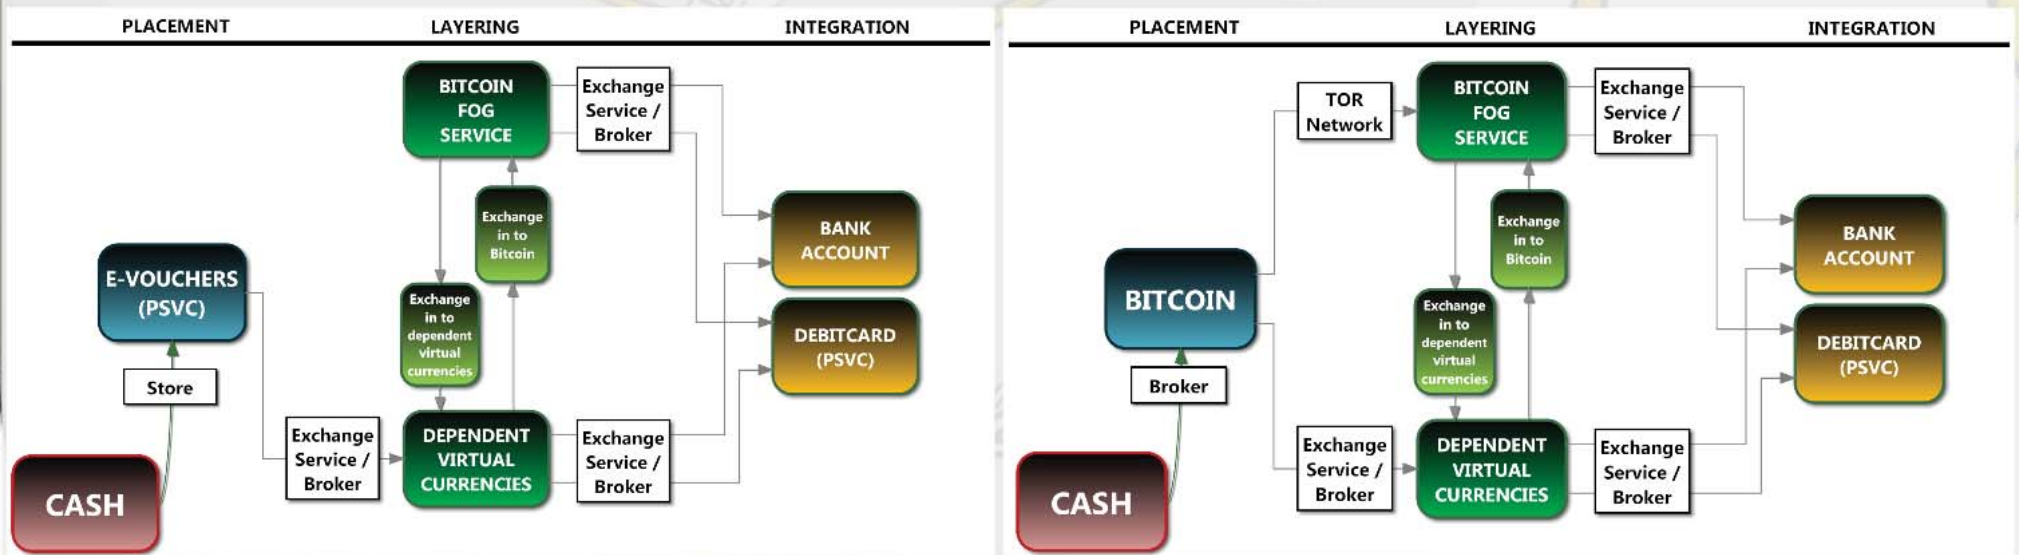 PLACEMENT
LAYERING
INTEGRATION
BITCOIN
FOG
SERVICE
Exchange
Service /
Broker
Exchange
in to
Bitcoin
BANK
ACCOUNT
E-VOUCHERS
(PSVC)
Exchange
in to
dependent
virtual
currencies
DEBITCARD
(PSVC)
Store
Exchange
Service /
Broker
DEPENDENT
VIRTUAL
CURRENCIES
Exchange
Service /
Broker
CASH
PLACEMENT
LAYERING
INTEGRATION
TOR
Network
BITCOIN
FOG
SERVICE
Exchange
Service /
Broker
Exchange
in to
Bitcoin
BANK
ACCOUNT
BITCOIN
Exchange
in to
dependent
virtual
currencies
DEBITCARD
(PSVC)
Broker
Exchange
Service /
Broker
DEPENDENT
VIRTUAL
CURRENCIES
Exchange
Service /
Broker
CASH